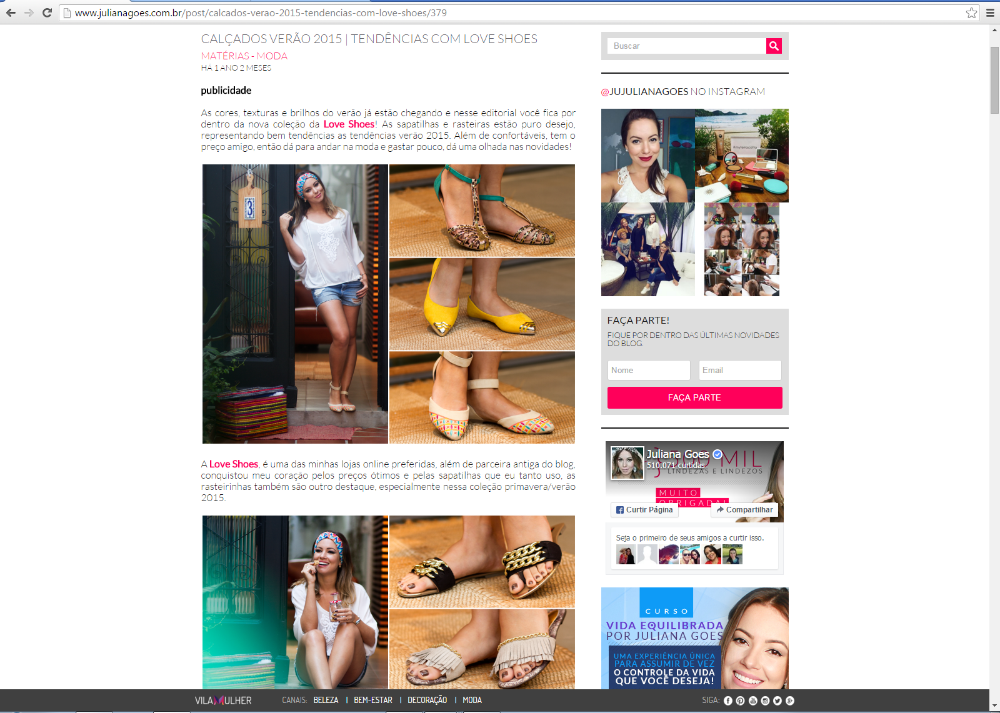 www.julianagoes.com.br/post/calcados-verao-2015-tendencias-com-love-shoes/379
CALÇADOS VERÃO 2015 | TENDÊNCIAS COM LOVE SHOES
MATÉRIAS - MODA
HÁ 1 ANO 2 MESES
publicidade
As cores, texturas e brilhos do verão já estão chegando e nesse editorial você fica por
dentro da nova coleção da Love Shoes! As sapatilhas e rasteiras estão puro desejo,
representando bem tendências as tendências verão 2015. Além de confortáveis, tem o
preço amigo, então dá para andar na moda e gastar pouco, dá uma olhada nas novidades!
3
A Love Shoes, é uma das minhas lojas online preferidas, além de parceira antiga do blog,
conquistou meu coração pelos preços ótimos e pelas sapatilhas que eu tanto uso, as
rasteirinhas também são outro destaque, especialmente nessa coleção primavera/verão
2015.
Buscar
@JUJULIANAGOES NO INSTAGRAM
FAÇA PARTE!
FIQUE POR DENTRO DAS ÚLTIMAS NOVIDADES
DO BLOG.
Nome
Email
FAÇA PARTE
Juliana Goes
510.071 curtidas
500 MIL
LINDEZAS E LINDEZOS
MUITO
OBRIGADA!
Curtir Página
Compartilhar
Seja o primeiro de seus amigos a curtir isso.
CURSO
VIDA EQUILIBRADA
POR JULIANA GOES
UMA EXPERIÊNCIA ÚNICA
PARA ASSUMIR DE VEZ
O CONTROLE DA VIDA
QUE VOCÊ DESEJA!
VILAMULHER
CANAIS: BELEZA | BEM-ESTAR | DECORAÇÃO | MODA
SIGA: